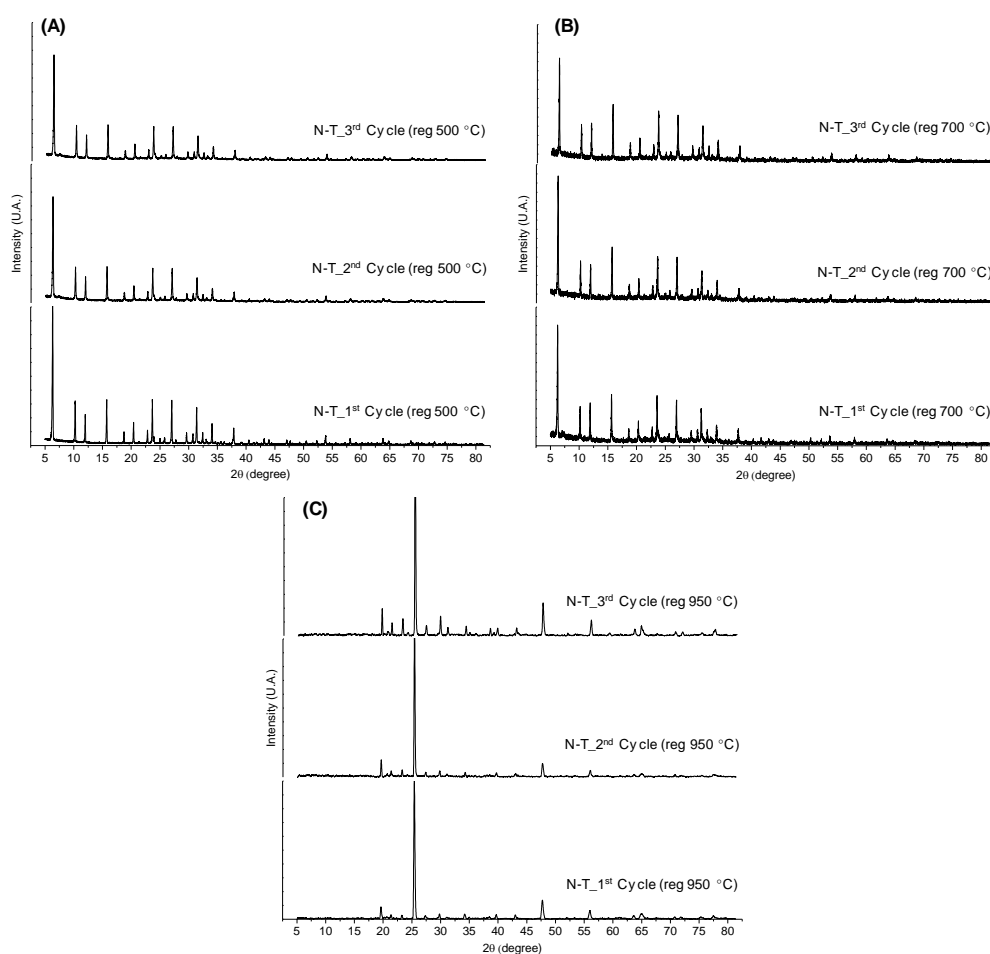 (A)
N-T_3rd Cycle (reg 500 °C)
N-T_2nd Cycle (reg 500 °C)
N-T_1st Cycle (reg 500 °C)
Intensity (U.A.)
5 10 15 20 25 30 35 40 45 50 55 60 65 70 75 80
2θ (degree)
(B)
N-T_3rd Cycle (reg 700 °C)
N-T_2nd Cycle (reg 700 °C)
N-T_1st Cycle (reg 700 °C)
Intensity (U.A.)
5 10 15 20 25 30 35 40 45 50 55 60 65 70 75 80
2θ (degree)
(C)
N-T_3rd Cycle (reg 950 °C)
N-T_2nd Cycle (reg 950 °C)
N-T_1st Cycle (reg 950 °C)
Intensity (U.A.)
5 10 15 20 25 30 35 40 45 50 55 60 65 70 75 80
2θ (degree)